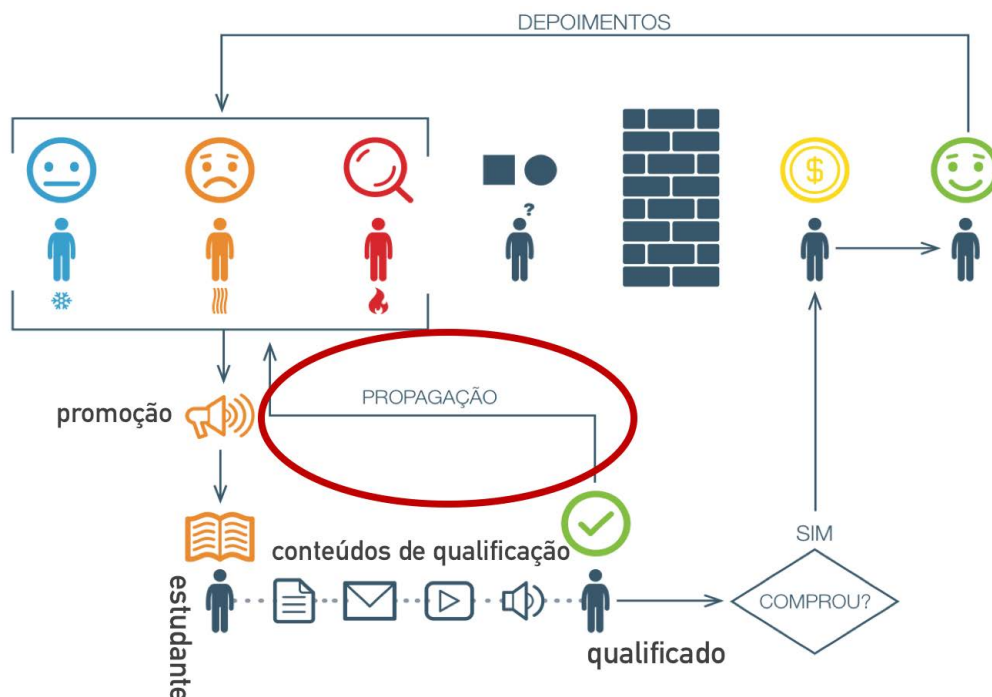 DEPOIMENTOS
$
?
promoção
PROPAGAÇÃO
SIM
conteúdos de qualificação
estudante
COMPROU?
qualificado